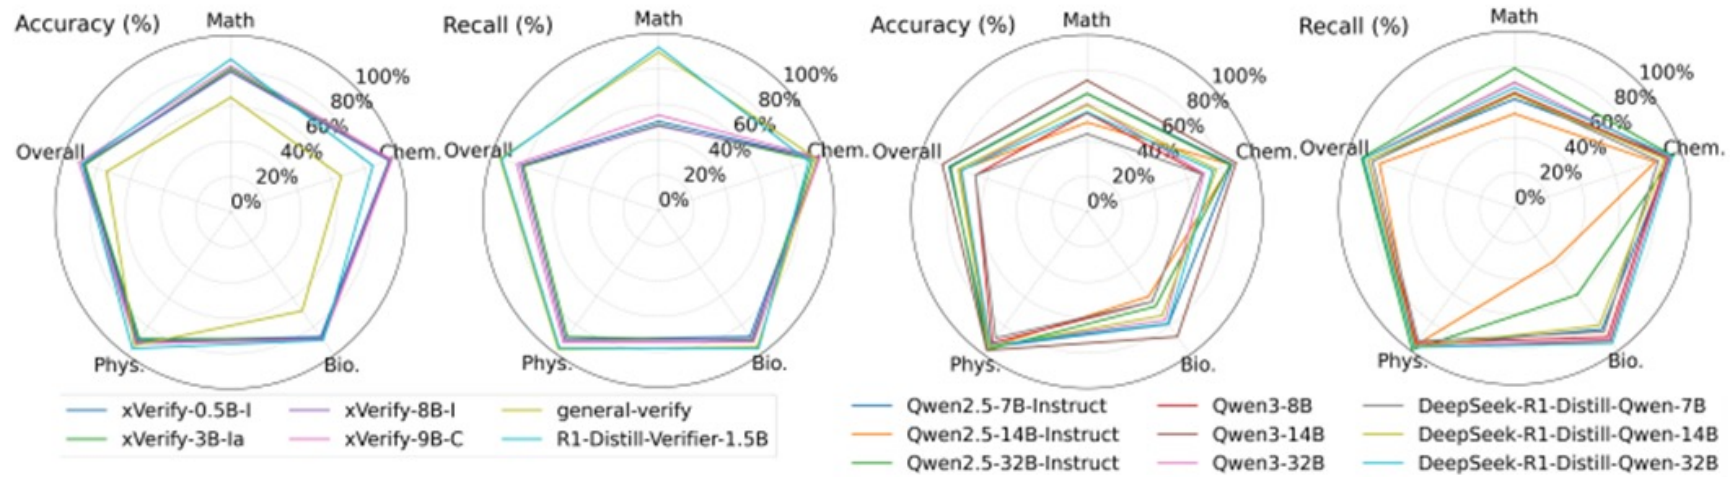 Accuracy (%)
Math
100%
80%
60%
40%
20%
0%
Overall
Chem.
Phys.
Bio.
Recall (%)
Math
100%
80%
60%
40%
20%
0%
Overall
Chem.
Phys.
Bio.
xVerify-0.5B-I
xVerify-8B-I
general-verify
xVerify-3B-Ia
xVerify-9B-C
R1-Distill-Verifier-1.5B
Accuracy (%)
Math
100%
80%
60%
40%
20%
0%
Overall
Chem.
Phys.
Bio.
Recall (%)
Math
100%
80%
60%
40%
20%
0%
Overall
Chem.
Phys.
Bio.
Qwen2.5-7B-Instruct
Qwen3-8B
DeepSeek-R1-Distill-Qwen-7B
Qwen2.5-14B-Instruct
Qwen3-14B
DeepSeek-R1-Distill-Qwen-14B
Qwen2.5-32B-Instruct
Qwen3-32B
DeepSeek-R1-Distill-Qwen-32B